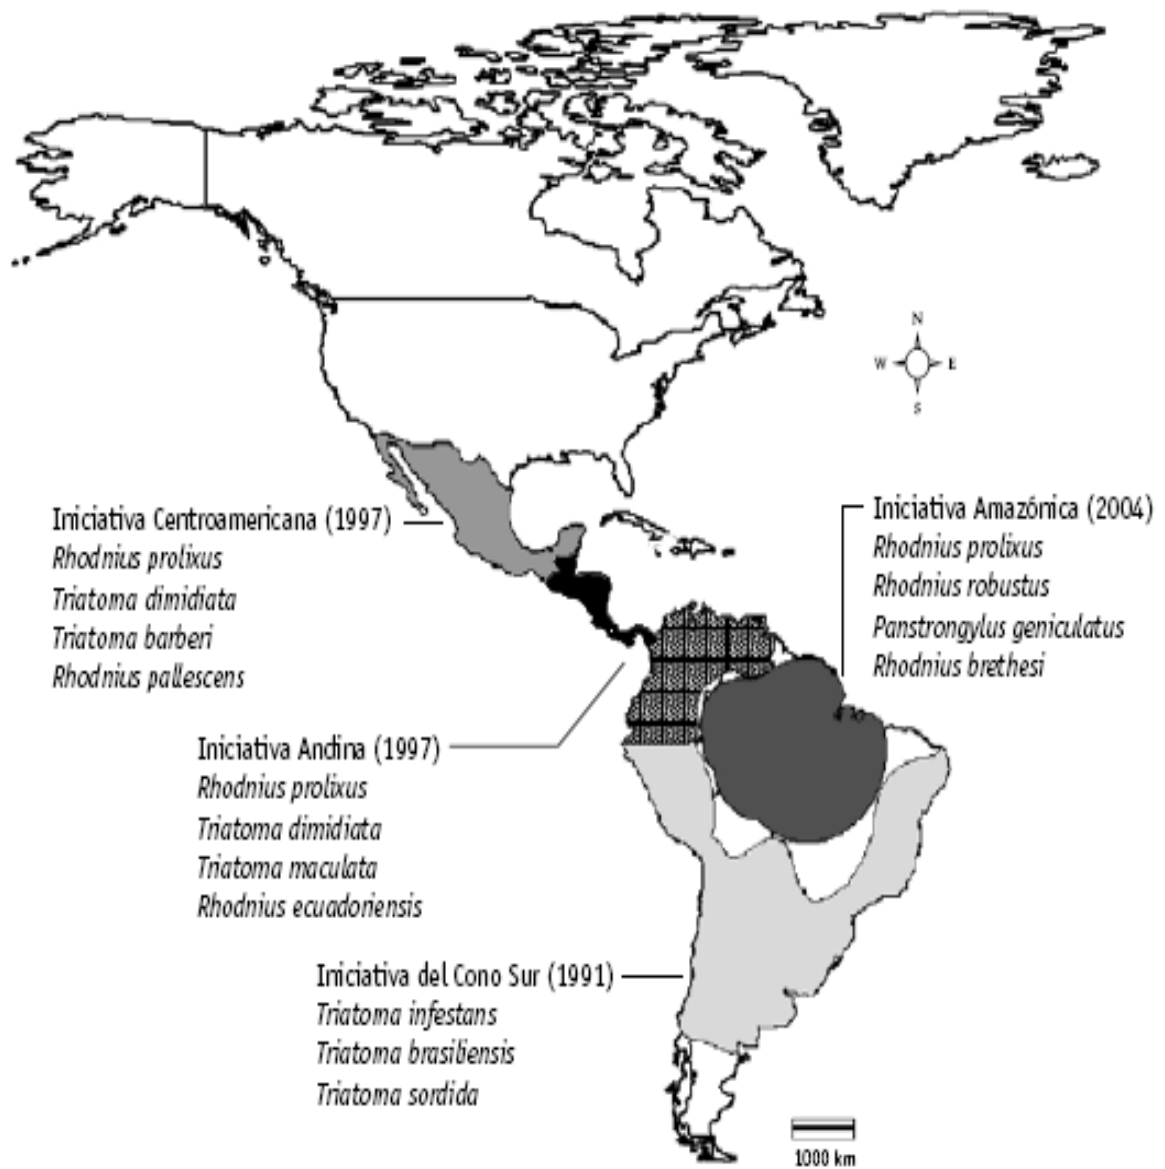 N
W E
S
Iniciativa Centroamericana (1997)
Rhodnius prolixus
Triatoma dimidiata
Triatoma barberi
Rhodnius pallescens
Iniciativa Amazónica (2004)
Rhodnius prolixus
Rhodnius robustus
Panstrongylus geniculatus
Rhodnius brethesi
Iniciativa Andina (1997)
Rhodnius prolixus
Triatoma dimidiata
Triatoma maculata
Rhodnius ecuadoriensis
Iniciativa del Cono Sur (1991)
Triatoma infestans
Triatoma brasiliensis
Triatoma sordida
1000 km